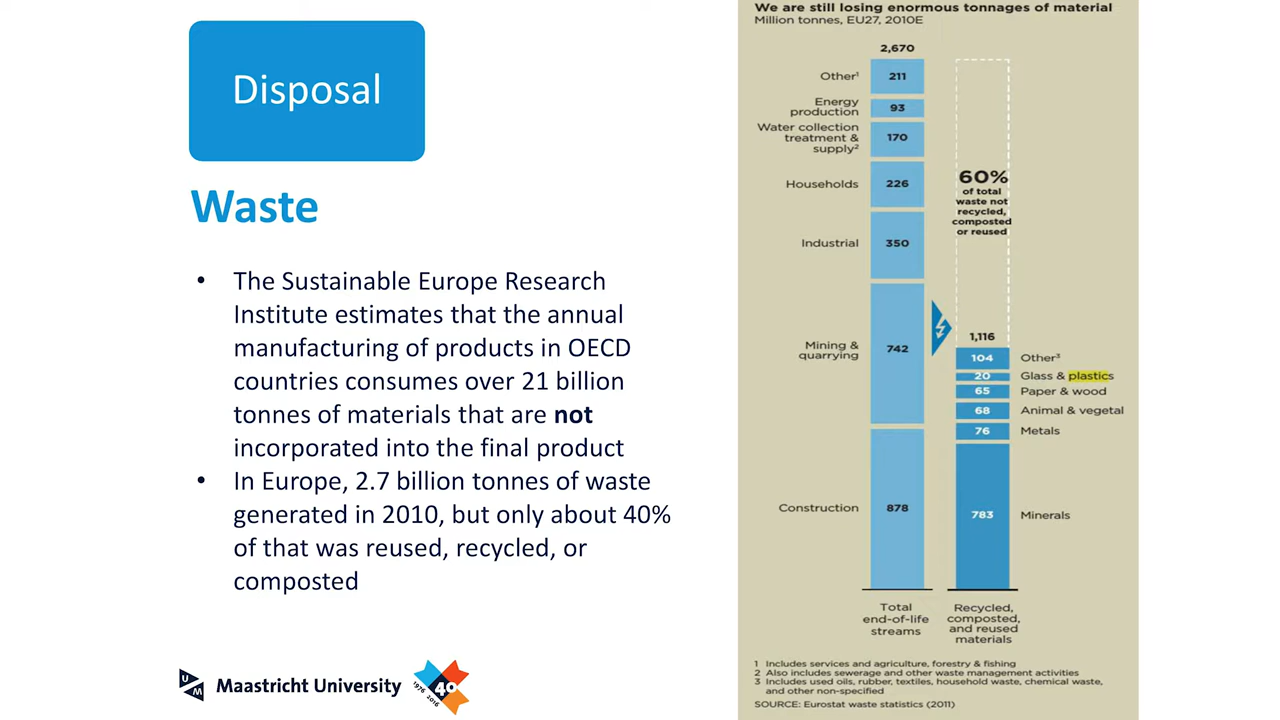 Disposal
Waste
• The Sustainable Europe Research
Institute estimates that the annual
manufacturing of products in OECD
countries consumes over 21 billion
tonnes of materials that are not
incorporated into the final product
• In Europe, 2.7 billion tonnes of waste
generated in 2010, but only about 40%
of that was reused, recycled, or
composted
UM
Maastricht University
1976
40
2016
We are still losing enormous tonnages of material
Million tonnes, EU27, 2010E
2,670
Other¹
211
Energy
production
93
Water collection
treatment &
supply²
170
Households
226
Industrial
350
Mining &
quarrying
742
Construction
878
60%
of total
waste not
recycled,
composted
or reused
1,116
104
Other³
20
Glass & plastics
65
Paper & wood
68
Animal & vegetal
76
Metals
783
Minerals
Total
end-of-life
streams
Recycled,
composted,
and reused
materials
1 Includes services and agriculture, forestry & fishing
2 Also includes sewerage and other waste management activities
3 Includes used oils, rubber, textiles, household waste, chemical waste,
and other non-specified
SOURCE: Eurostat waste statistics (2011)